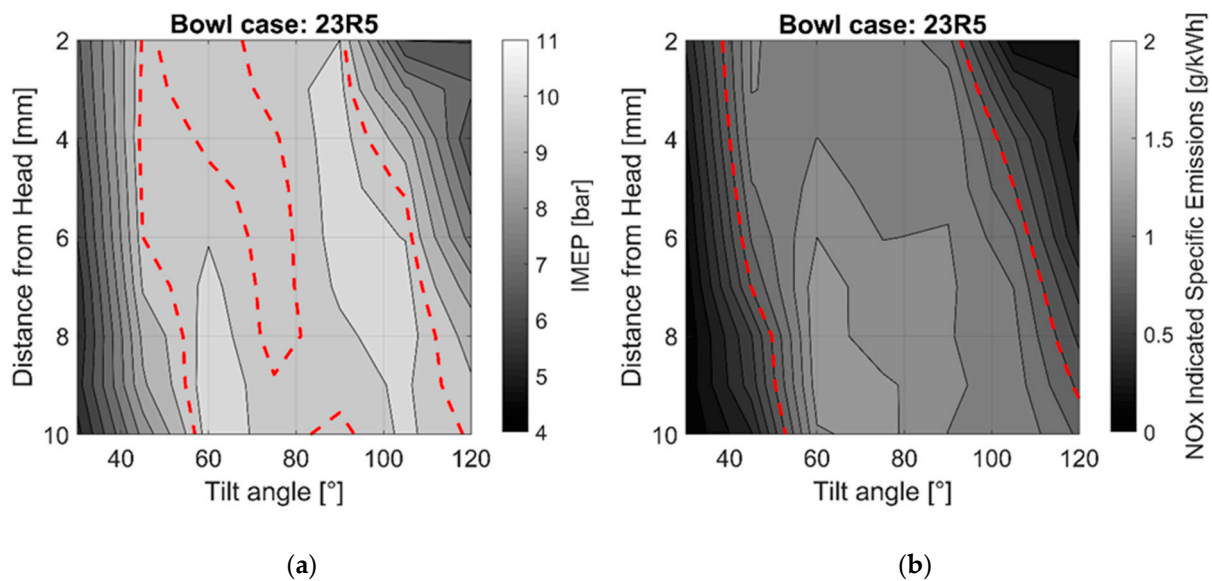 (a)
(b)
Bowl case: 23R5
2
4
6
8
10
Distance from Head [mm]
40
60
80
100
120
Tilt angle [°]
11
10
9
8
7
6
5
4
IMEP [bar]
Bowl case: 23R5
2
4
6
8
10
Distance from Head [mm]
40
60
80
100
120
Tilt angle [°]
2
1.5
1
0.5
0
NOx Indicated Specific Emissions [g/kWh]
(a)
(b)